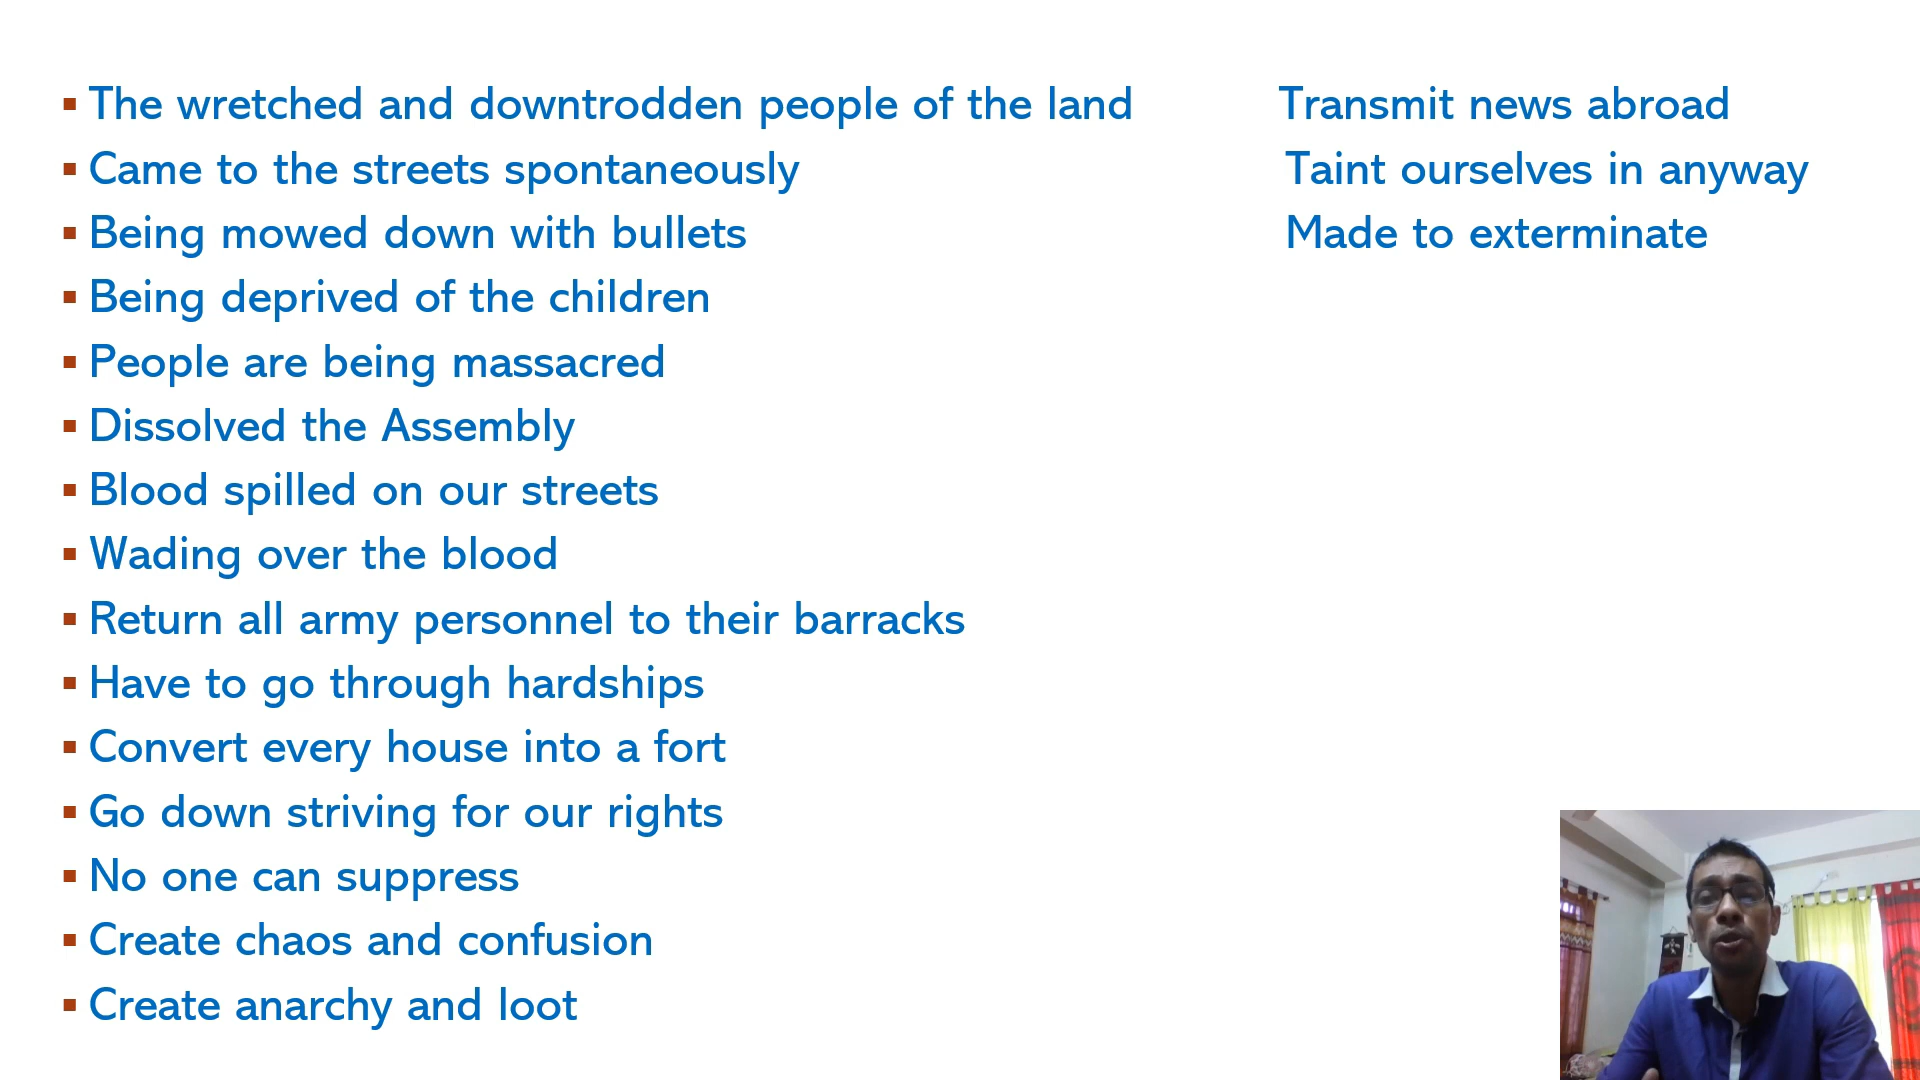 ▪ The wretched and downtrodden people of the land
▪ Came to the streets spontaneously
▪ Being mowed down with bullets
▪ Being deprived of the children
▪ People are being massacred
▪ Dissolved the Assembly
▪ Blood spilled on our streets
▪ Wading over the blood
▪ Return all army personnel to their barracks
▪ Have to go through hardships
▪ Convert every house into a fort
▪ Go down striving for our rights
▪ No one can suppress
▪ Create chaos and confusion
▪ Create anarchy and loot
Transmit news abroad
Taint ourselves in anyway
Made to exterminate